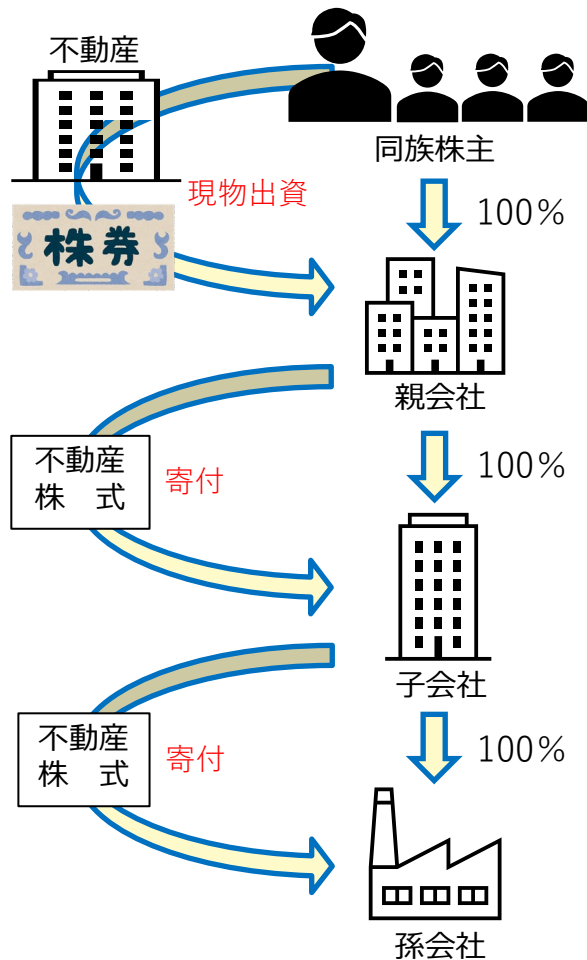 不動産
同族株主
現物出資
100%
株券
親会社
100%
不動産
株　式
寄付
子会社
100%
不動産
株　式
寄付
孫会社